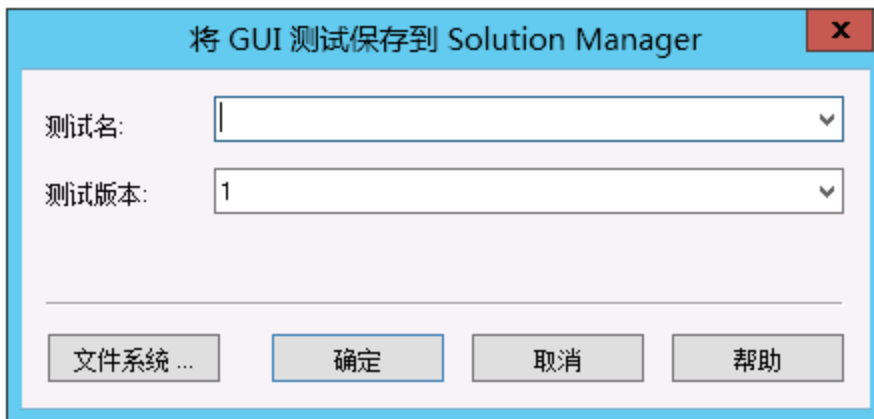 将 GUI 测试保存到 Solution Manager
x
测试名:
测试版本: 1
文件系统 ... 确定 取消 帮助